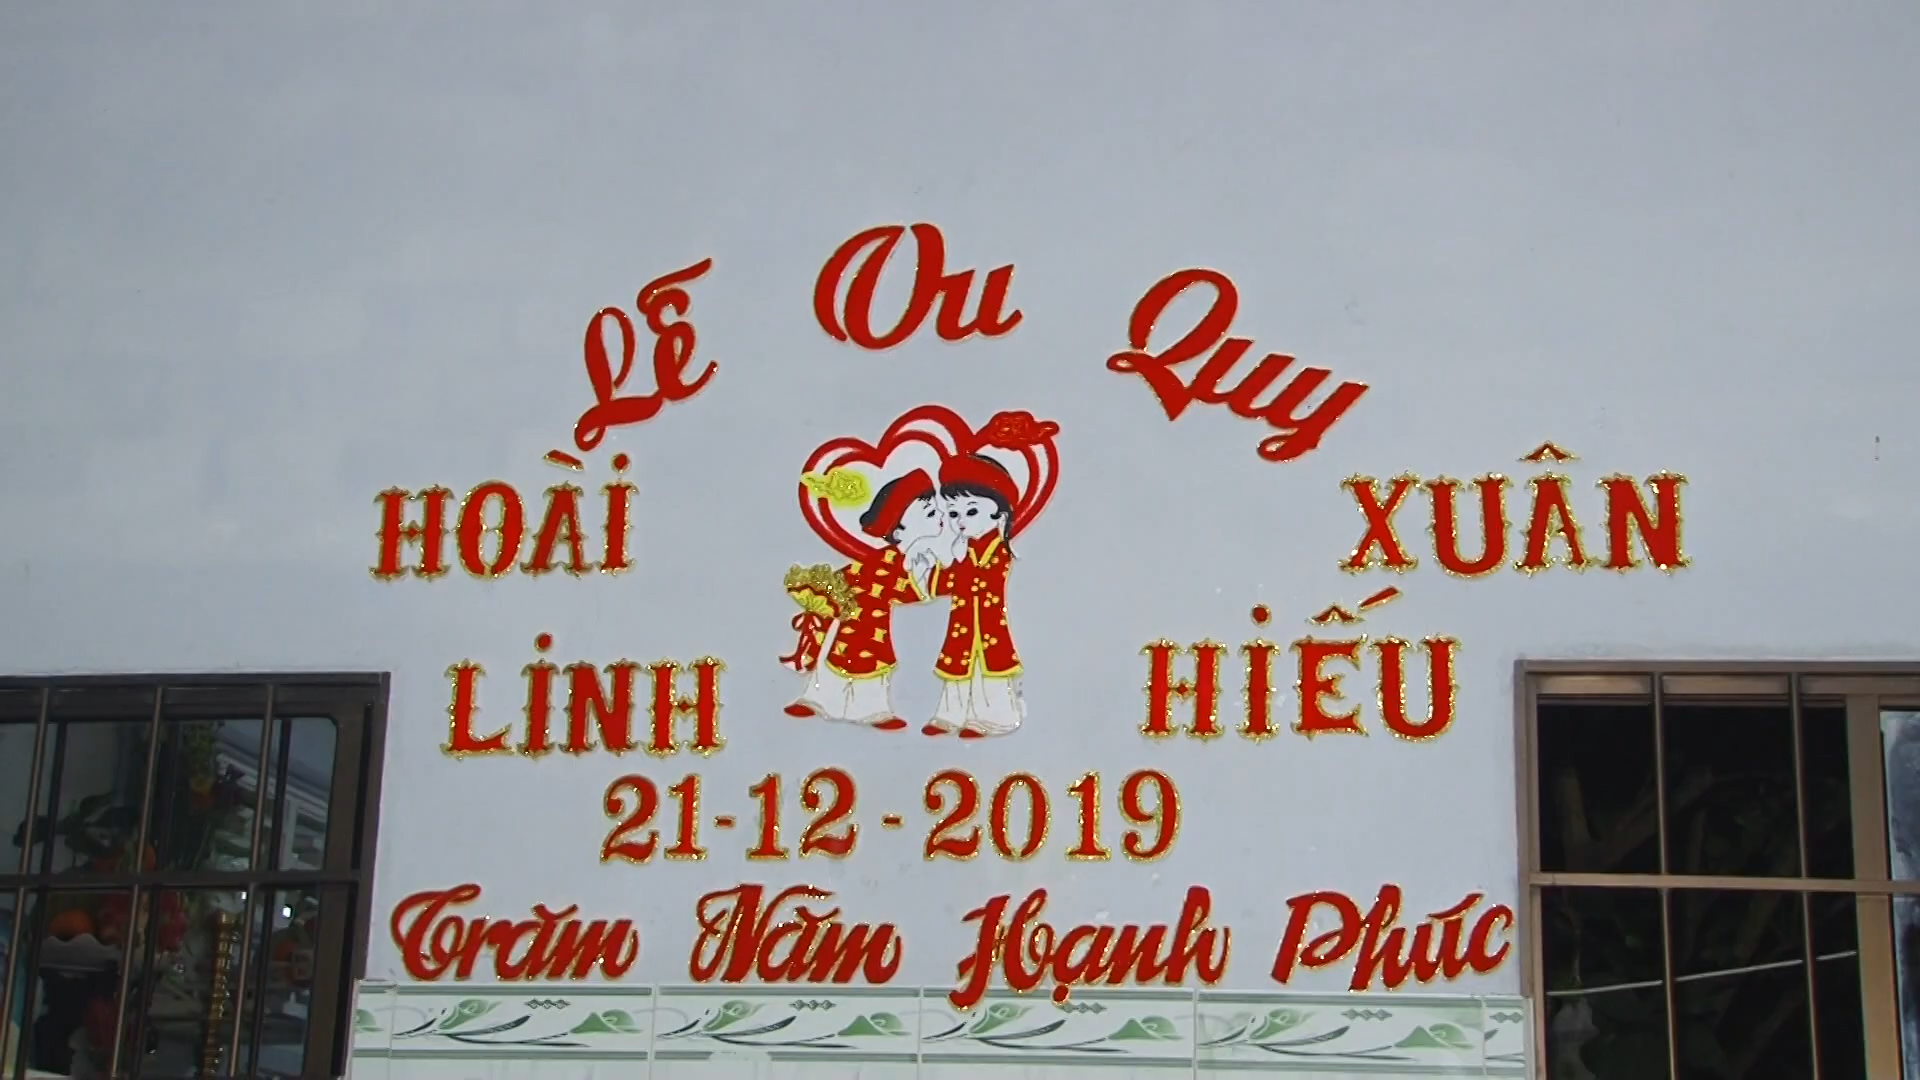 Lễ Vu Quy
HOÀI XUÂN
LINH HIẾU
21-12-2019
Trăm Năm Hạnh Phúc